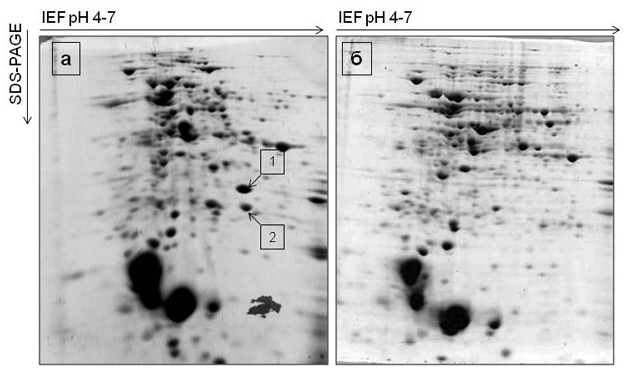 IEF pH 4-7
IEF pH 4-7
SDS-PAGE
а
б
1
2